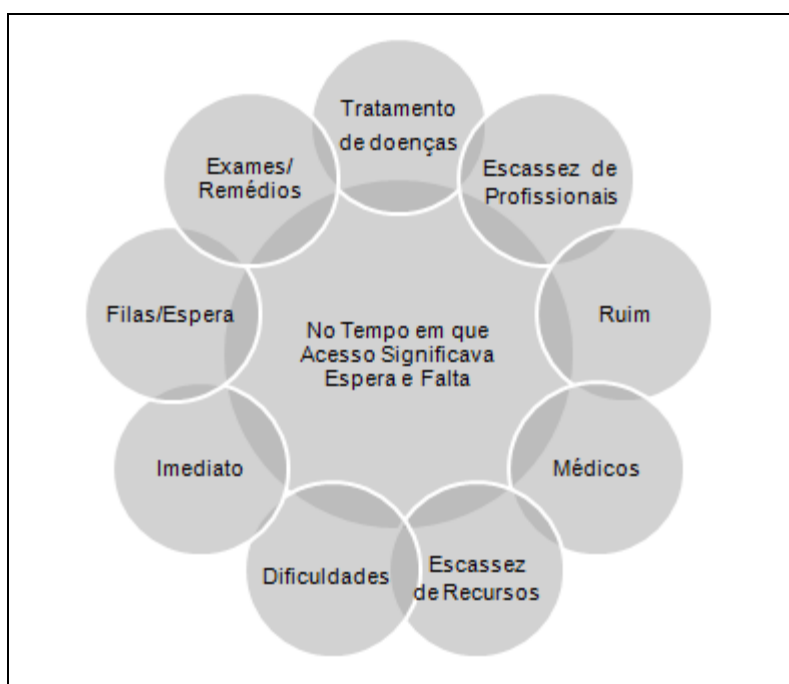 Tratamento
de doenças
Escassez de
Profissionais
Ruim
Médicos
Escassez
de Recursos
Dificuldades
Imediato
Filas/Espera
Exames/
Remédios
No Tempo em que
Acesso Significava
Espera e Falta